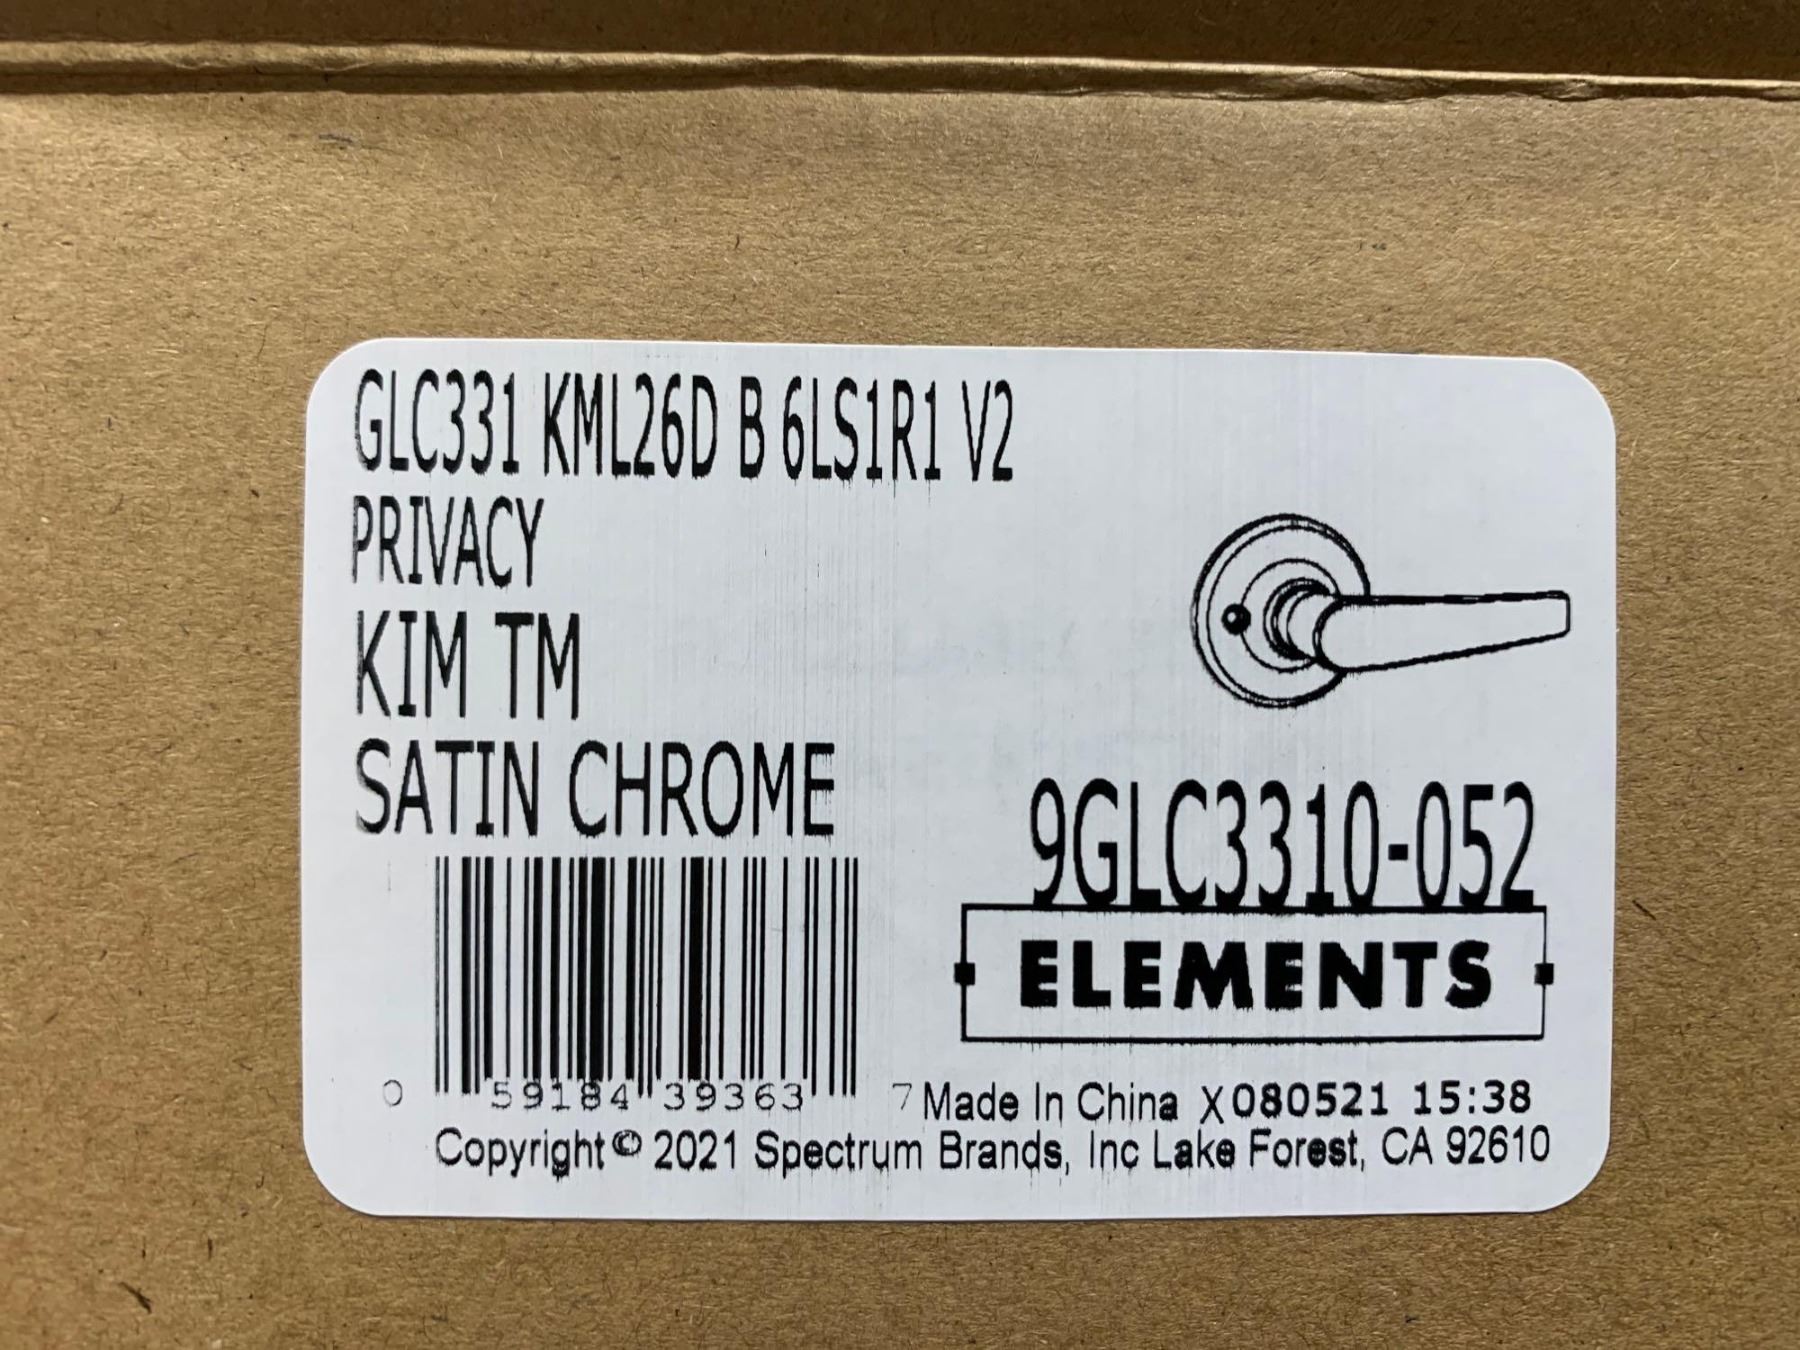 GLC331 KML26D B 6LS1R1 V2
PRIVACY
KIM TM
SATIN CHROME
9GLC3310-052
ELEMENTS
0 59184 39363 7
Made In China X080521 15:38
Copyright © 2021 Spectrum Brands, Inc Lake Forest, CA 92610